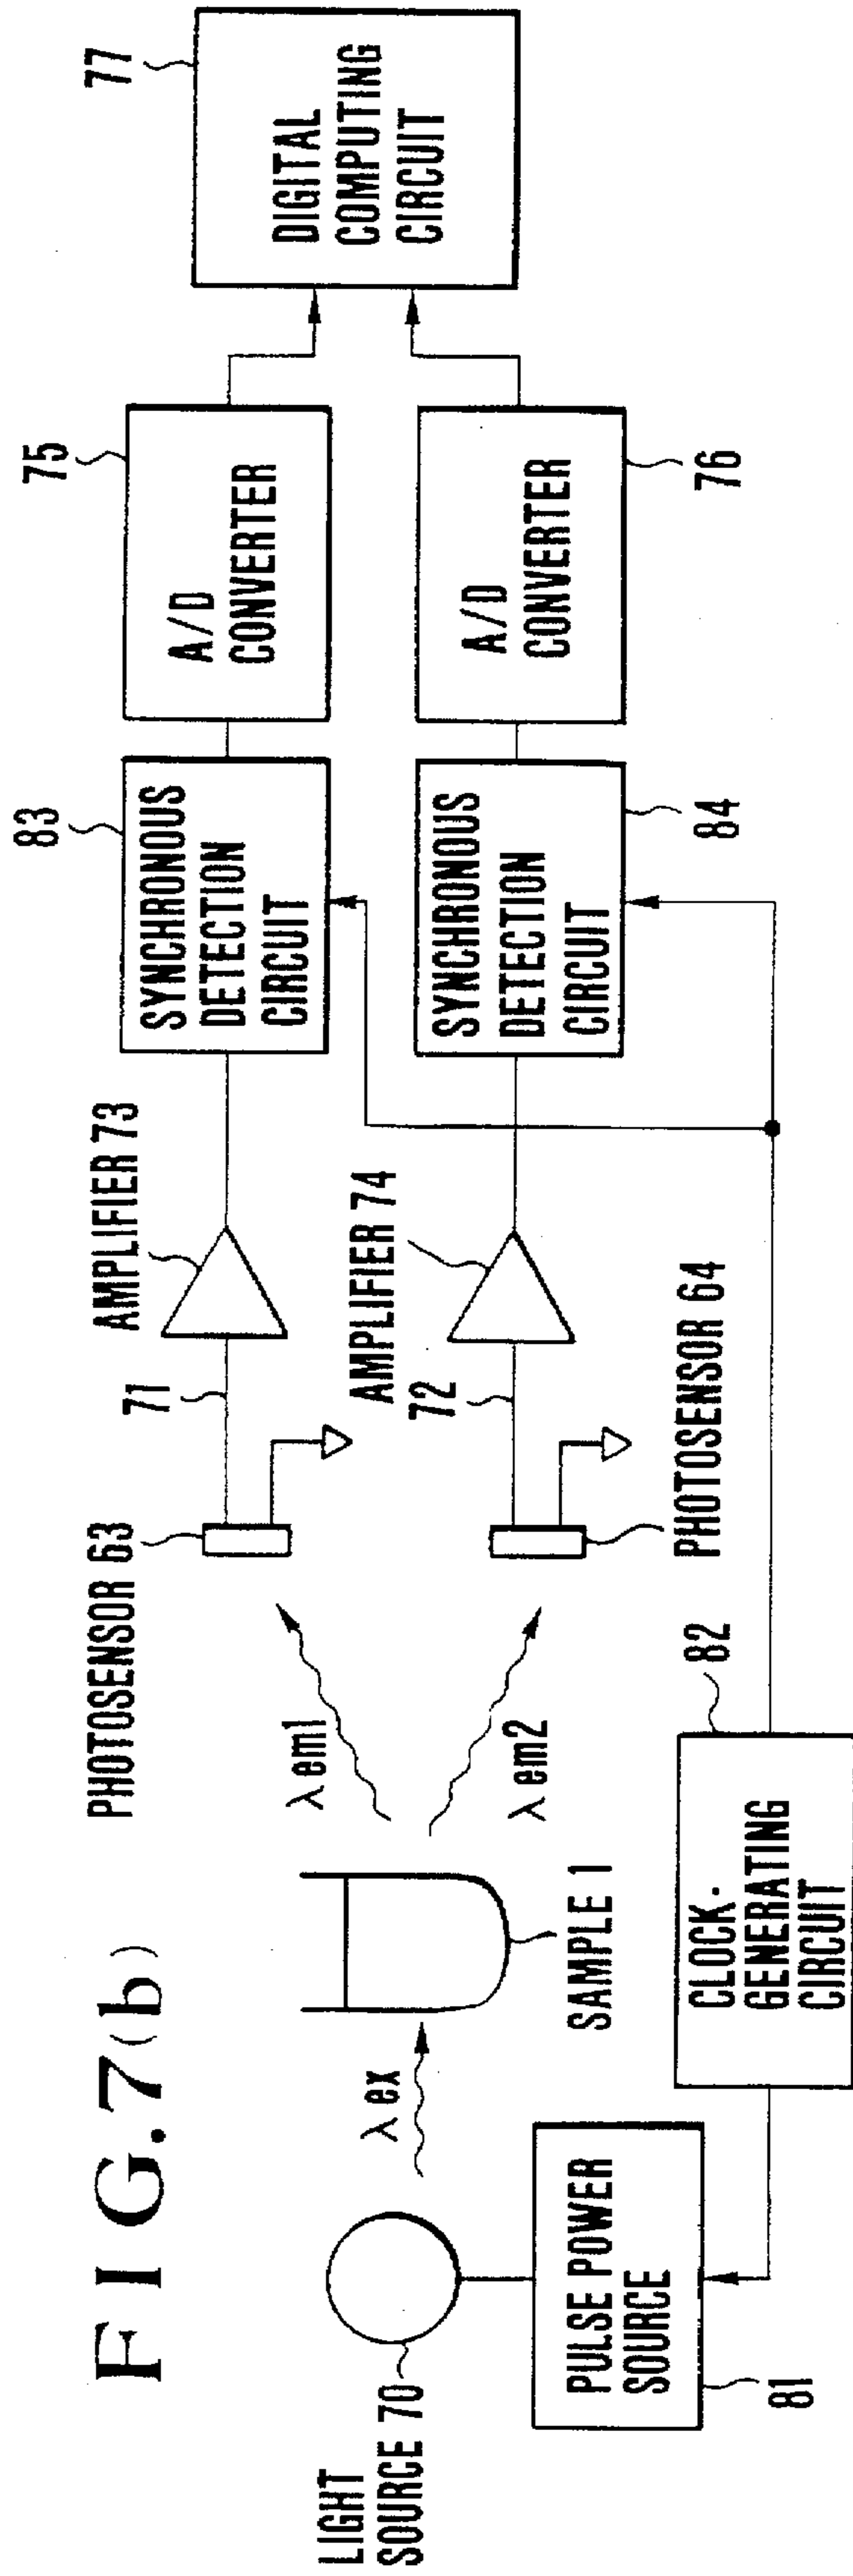 FIG.7(b)
LIGHT
SOURCE 70
λex
PULSE POWER
SOURCE
81
SAMPLE 1
λem1
λem2
CLOCK-
GENERATING
CIRCUIT
82
PHOTOSENSOR 63
PHOTOSENSOR 64
71
72
AMPLIFIER 73
AMPLIFIER 74
83
SYNCHRONOUS
DETECTION
CIRCUIT
SYNCHRONOUS
DETECTION
CIRCUIT
84
75
A/D
CONVERTER
A/D
CONVERTER
76
77
DIGITAL
COMPUTING
CIRCUIT